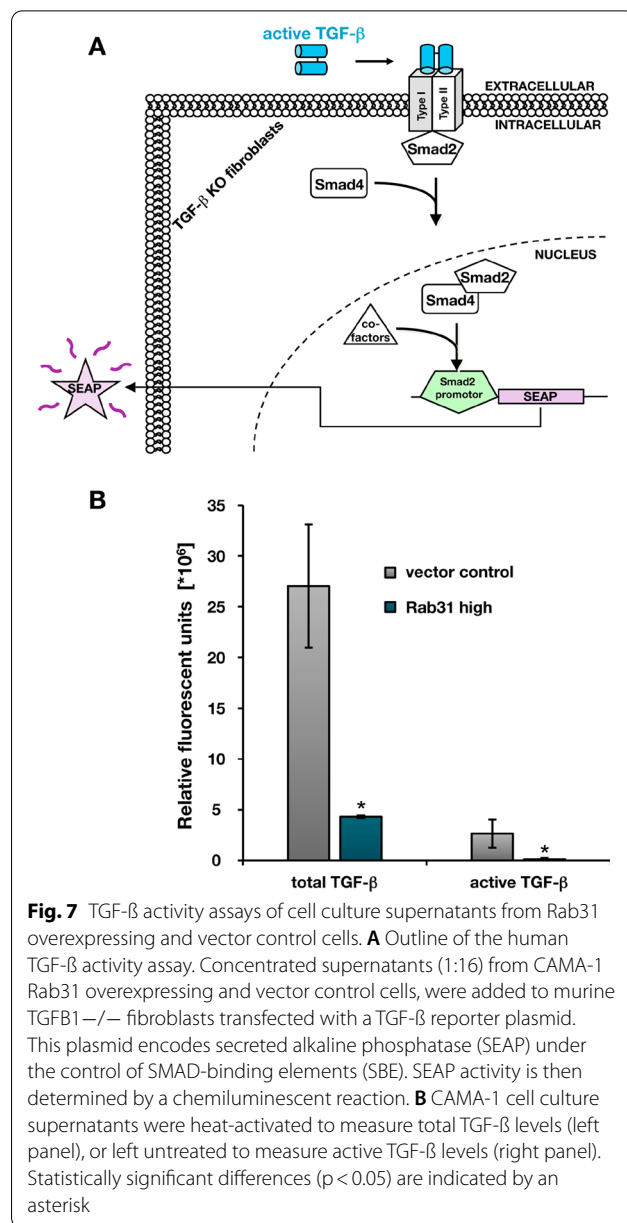 A
active TGF-β
Type I
Type II
EXTRACELLULAR
INTRACELLULAR
TGF-β KO fibroblasts
Smad2
Smad4
NUCLEUS
Smad2
Smad4
co-
factors
Smad2
promotor
SEAP
SEAP
B
Relative fluorescent units [*10⁶]
35
30
25
20
15
10
5
0
vector control
Rab31 high
*
*
total TGF-β
active TGF-β
Fig. 7 TGF-ß activity assays of cell culture supernatants from Rab31
overexpressing and vector control cells. A Outline of the human
TGF-ß activity assay. Concentrated supernatants (1:16) from CAMA-1
Rab31 overexpressing and vector control cells, were added to murine
TGFB1−/− fibroblasts transfected with a TGF-ß reporter plasmid.
This plasmid encodes secreted alkaline phosphatase (SEAP) under
the control of SMAD-binding elements (SBE). SEAP activity is then
determined by a chemiluminescent reaction. B CAMA-1 cell culture
supernatants were heat-activated to measure total TGF-ß levels (left
panel), or left untreated to measure active TGF-ß levels (right panel).
Statistically significant differences (p < 0.05) are indicated by an
asterisk